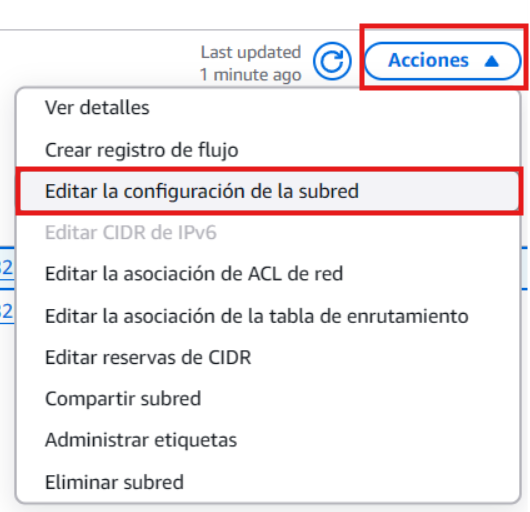 Last updated
1 minute ago
Acciones
Ver detalles
Crear registro de flujo
Editar la configuración de la subred
Editar CIDR de IPv6
Editar la asociación de ACL de red
Editar la asociación de la tabla de enrutamiento
Editar reservas de CIDR
Compartir subred
Administrar etiquetas
Eliminar subred